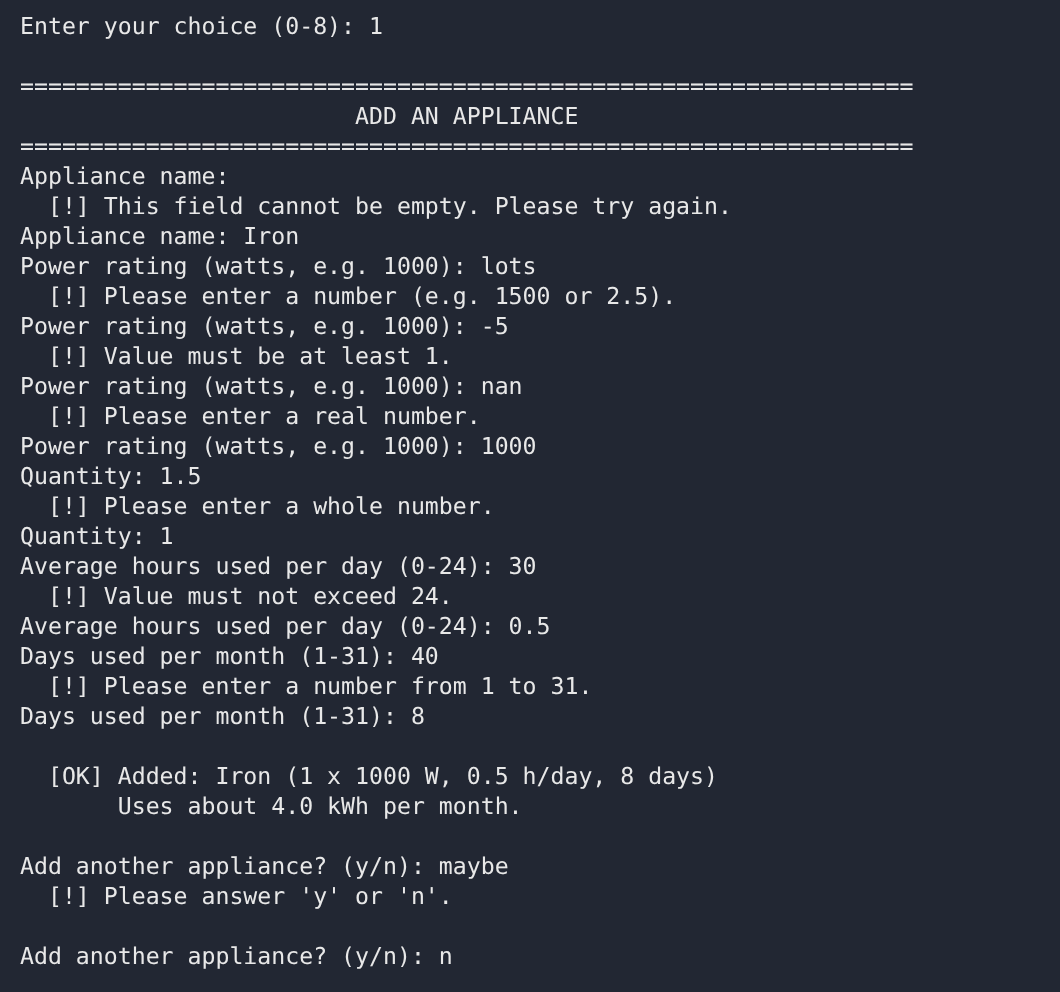 Enter your choice (0-8): 1
================================================================
ADD AN APPLIANCE
================================================================
Appliance name:
[!] This field cannot be empty. Please try again.
Appliance name: Iron
Power rating (watts, e.g. 1000): lots
[!] Please enter a number (e.g. 1500 or 2.5).
Power rating (watts, e.g. 1000): -5
[!] Value must be at least 1.
Power rating (watts, e.g. 1000): nan
[!] Please enter a real number.
Power rating (watts, e.g. 1000): 1000
Quantity: 1.5
[!] Please enter a whole number.
Quantity: 1
Average hours used per day (0-24): 30
[!] Value must not exceed 24.
Average hours used per day (0-24): 0.5
Days used per month (1-31): 40
[!] Please enter a number from 1 to 31.
Days used per month (1-31): 8
[OK] Added: Iron (1 x 1000 W, 0.5 h/day, 8 days)
Uses about 4.0 kWh per month.
Add another appliance? (y/n): maybe
[!] Please answer 'y' or 'n'.
Add another appliance? (y/n): n